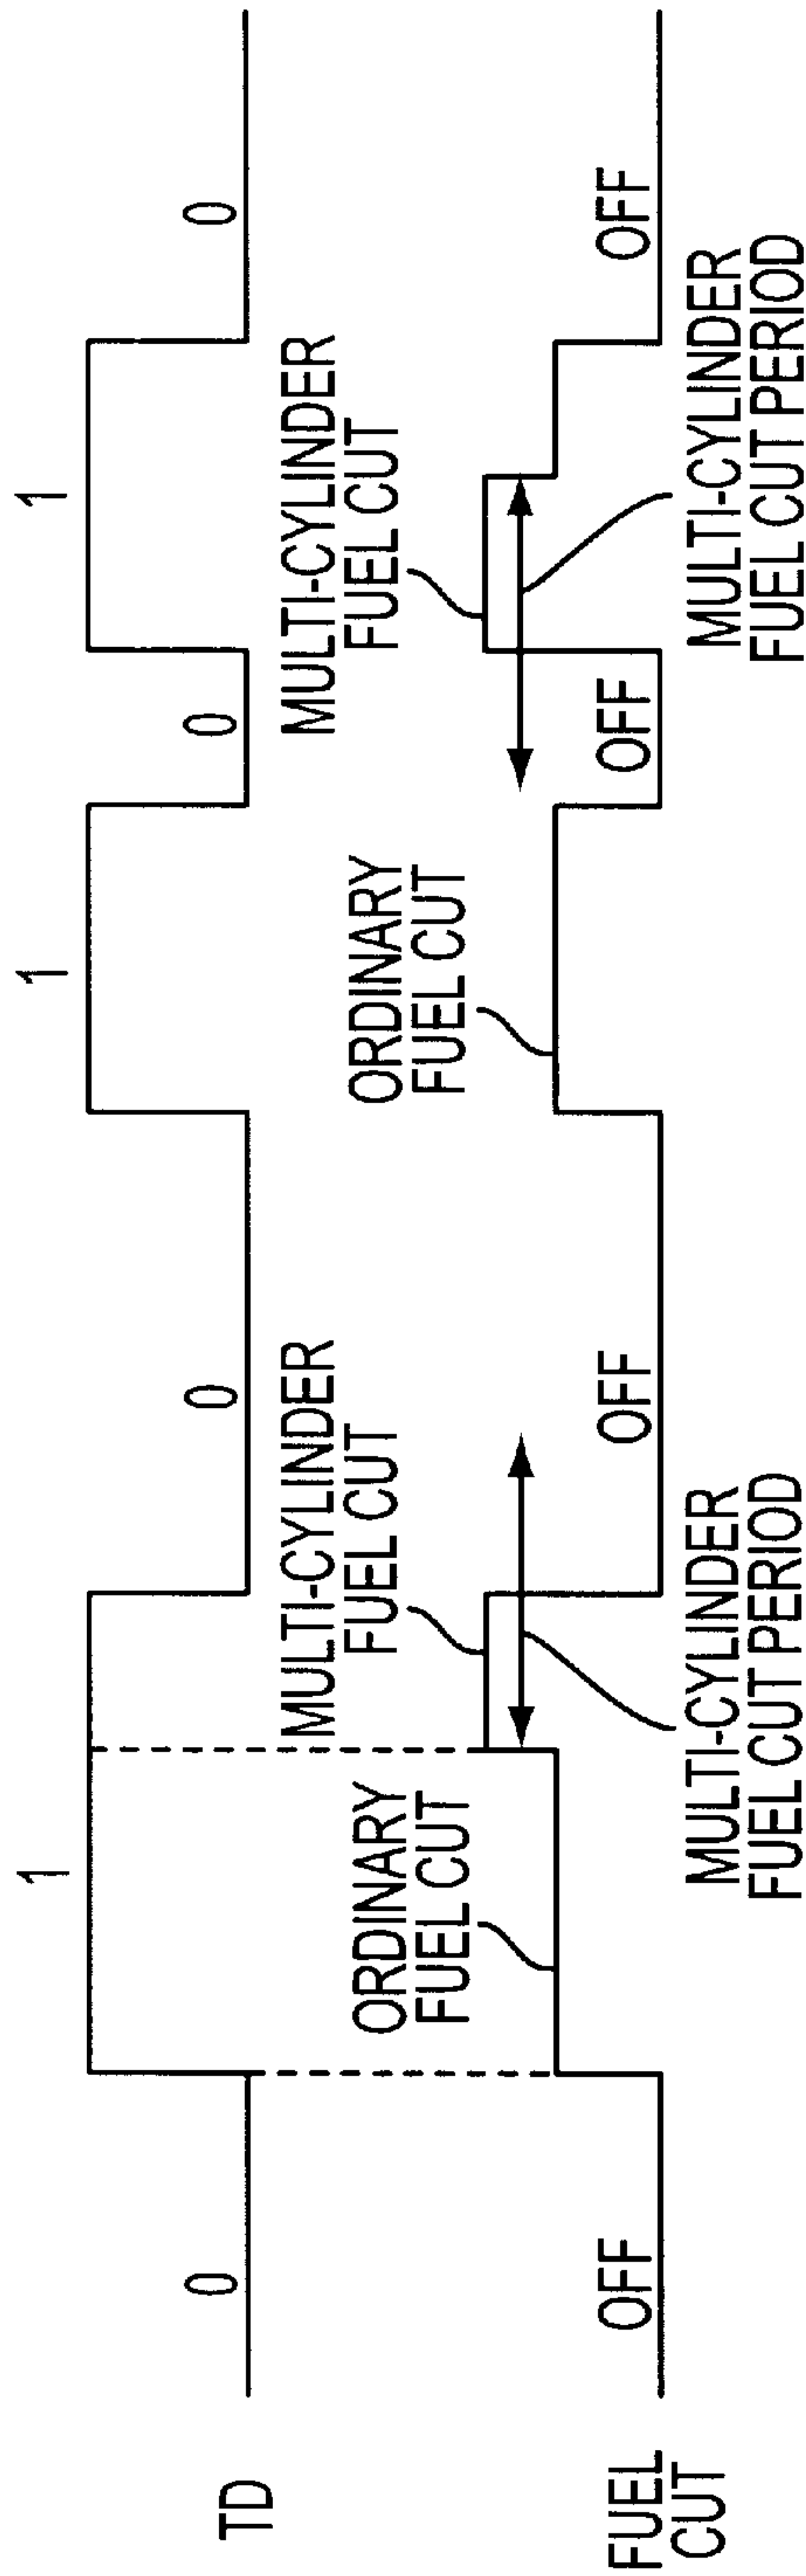 TD
0
1
0
1
0
1
0
MULTI-CYLINDER
FUEL CUT
MULTI-CYLINDER
FUEL CUT
ORDINARY
FUEL CUT
ORDINARY
FUEL CUT
FUEL
CUT
OFF
OFF
OFF
OFF
MULTI-CYLINDER
FUEL CUT PERIOD
MULTI-CYLINDER
FUEL CUT PERIOD